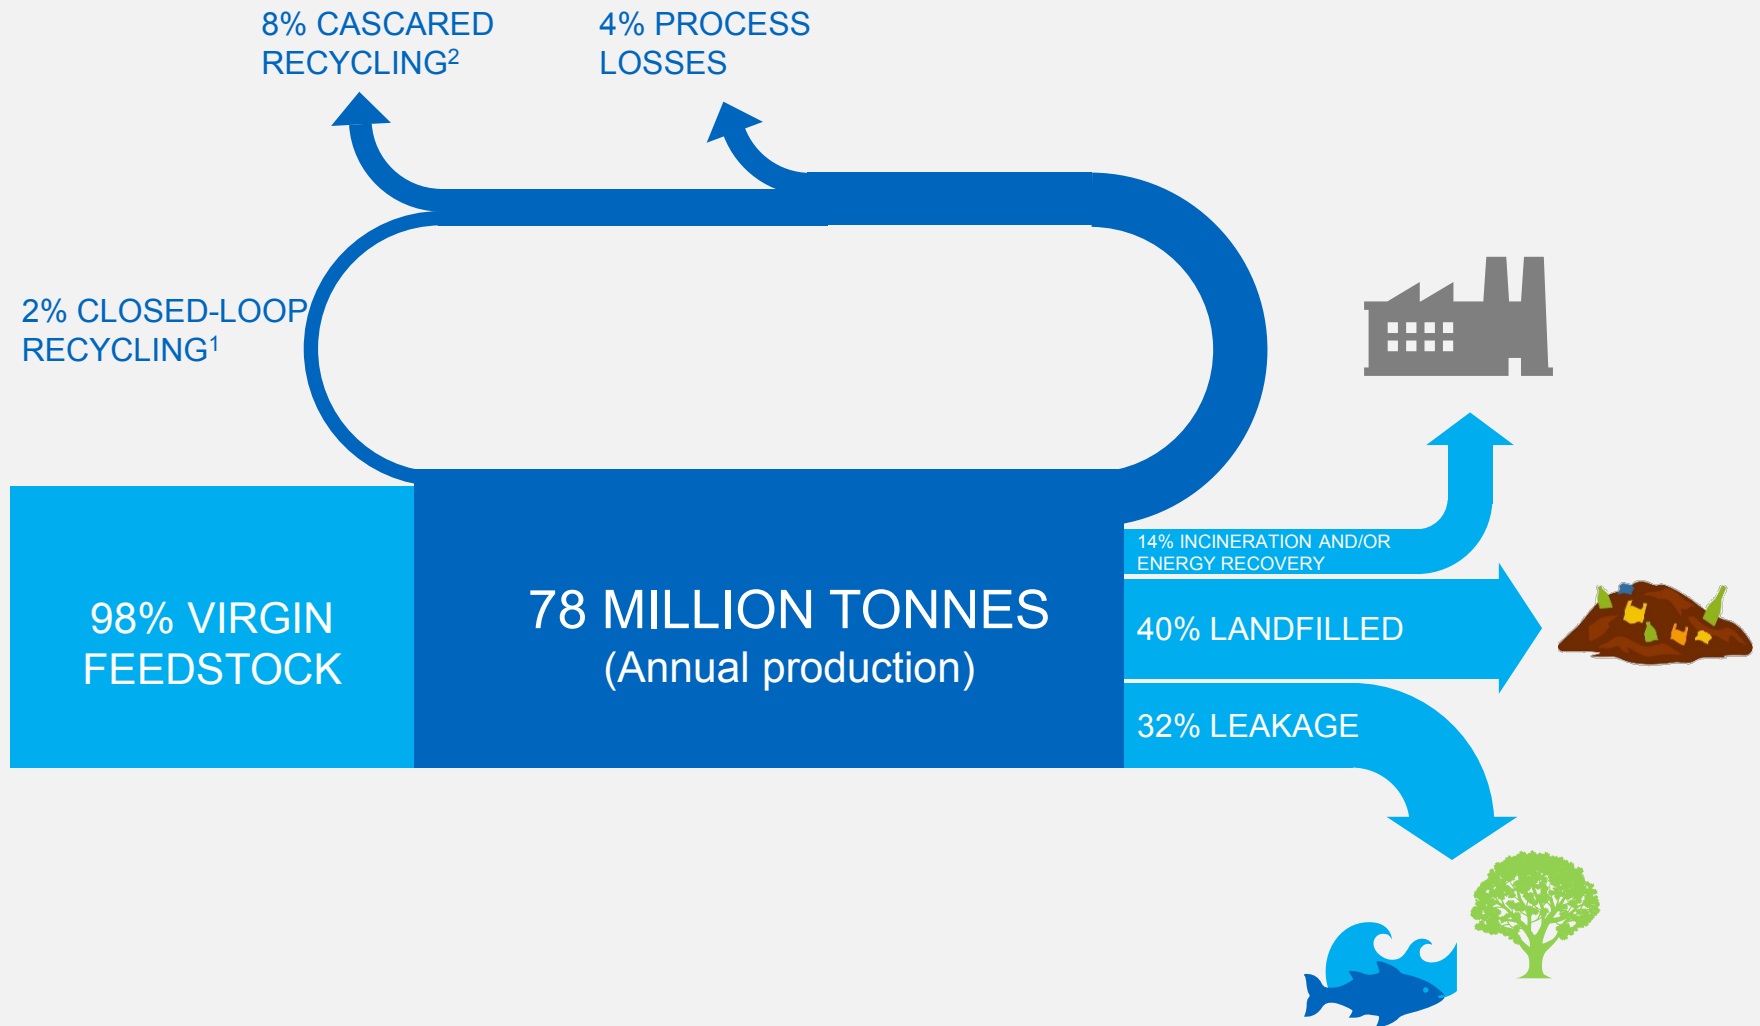 8% CASCARED
RECYCLING²
4% PROCESS
LOSSES
2% CLOSED-LOOP
RECYCLING¹
98% VIRGIN
FEEDSTOCK
78 MILLION TONNES
(Annual production)
14% INCINERATION AND/OR
ENERGY RECOVERY
40% LANDFILLED
32% LEAKAGE